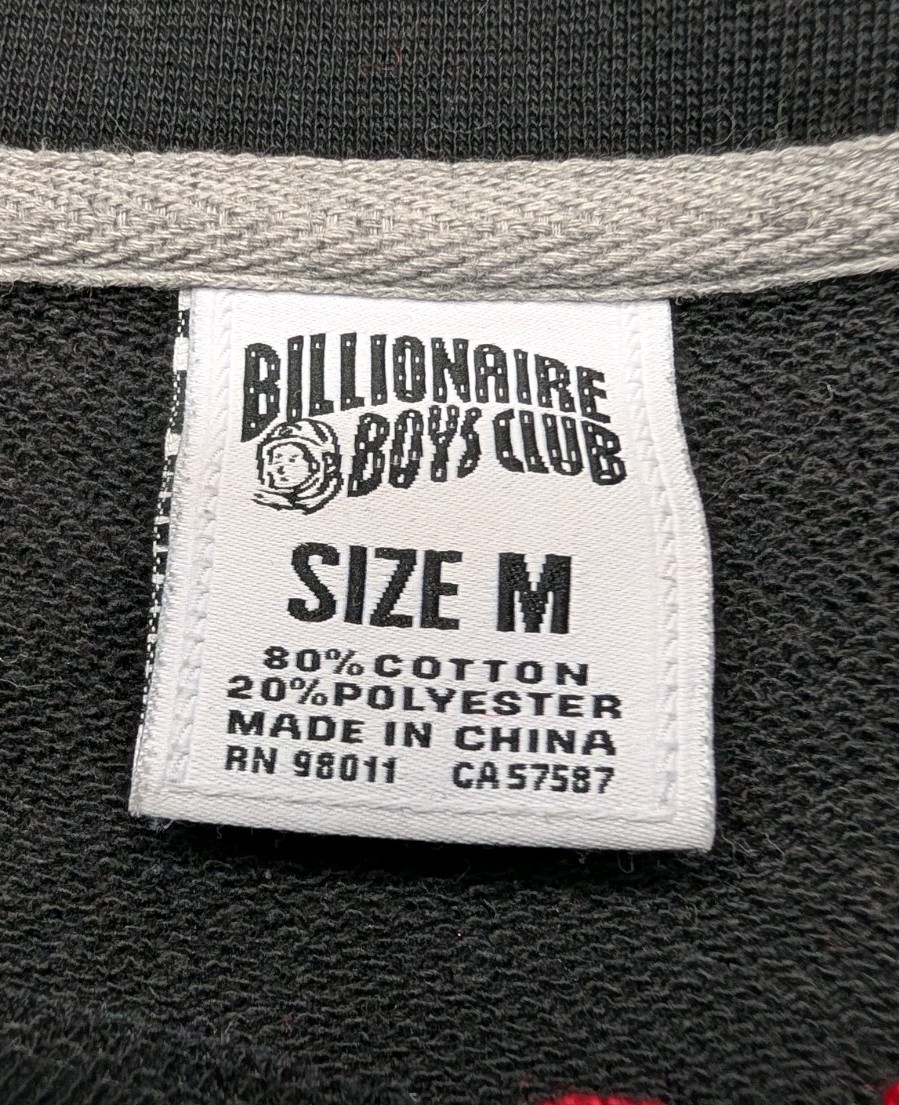 BILLIONAIRE
BOYS CLUB
SIZE M
80% COTTON
20% POLYESTER
MADE IN CHINA
RN 98011 CA57587